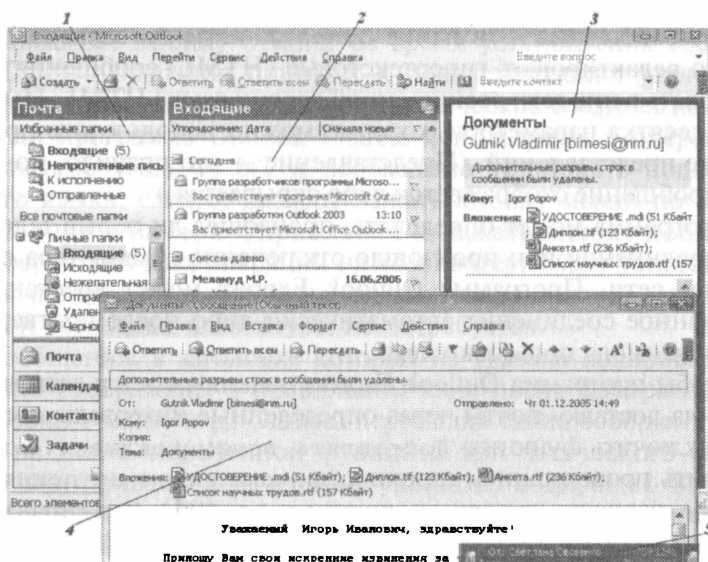 1 2 3
Входящие - Microsoft Outlook
Файл Правка Вид Перейти Сервис Действия Справка
Введите вопрос
Создать Ответить Ответить всем Переслать Найти Введите контакт
Почта
Избранные папки
Входящие (5)
Непрочтенные
К исполнению
Отправленные
Все почтовые папки
Личные папки
Входящие (5)
Исходящие
Нежелательная
Отпра
Удален
Чернов
Почта
Календар
Контакты
Задачи
Всего элементов
Входящие
Упорядочение: Дата Сначала новые
Сегодня
Группа разработчиков программы Microso...
Вас приветствует программа Microsoft Out...
Группа разработки Outlook 2003 13:10
Вас приветствует Microsoft Office Outlook ...
Совсем давно
Меламуд М.Р. 16.06.2006
Документы
Gutnik Vladimir [bimesi@nm.ru]
Дополнительные разрывы строк в
сообщении были удалены.
Кому: Igor Popov
Вложения: УДОСТОВЕРЕНИЕ .mdi (51 Кбайт
Диплом.rtf (123 Кбайт);
Анкета.rtf (236 Кбайт);
Список научных трудов.rtf (157
Документы - Сообщение (Обычный текст)
Файл Правка Вид Вставка Формат Сервис Действия Справка
Ответить Ответить всем Переслать
Дополнительные разрывы строк в сообщении были удалены.
От: Gutnik Vladimir [bimesi@nm.ru] Отправлено: Чт 01.12.2005 14:49
Кому: Igor Popov
Копия:
Тема: Документы
Вложения: УДОСТОВЕРЕНИЕ .mdi (51 Кбайт); Диплом.rtf (123 Кбайт); Анкета.rtf (236 Кбайт);
Список научных трудов.rtf (157 Кбайт)
4
Уважаемый Игорь Иванович, здравствуйте!
5
Приношу Вам свои искренние извинения за
От: Светлана